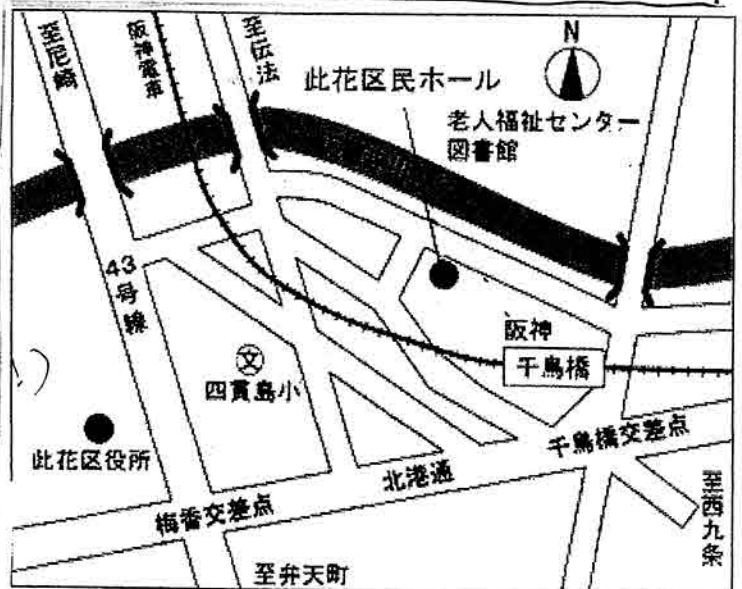 至尼崎
阪神電車
至伝法
N
此花区民ホール
老人福祉センター
図書館
43号線
阪神
千鳥橋
文
四貫島小
此花区役所
千鳥橋交差点
北港通
梅香交差点
至西九条
至弁天町